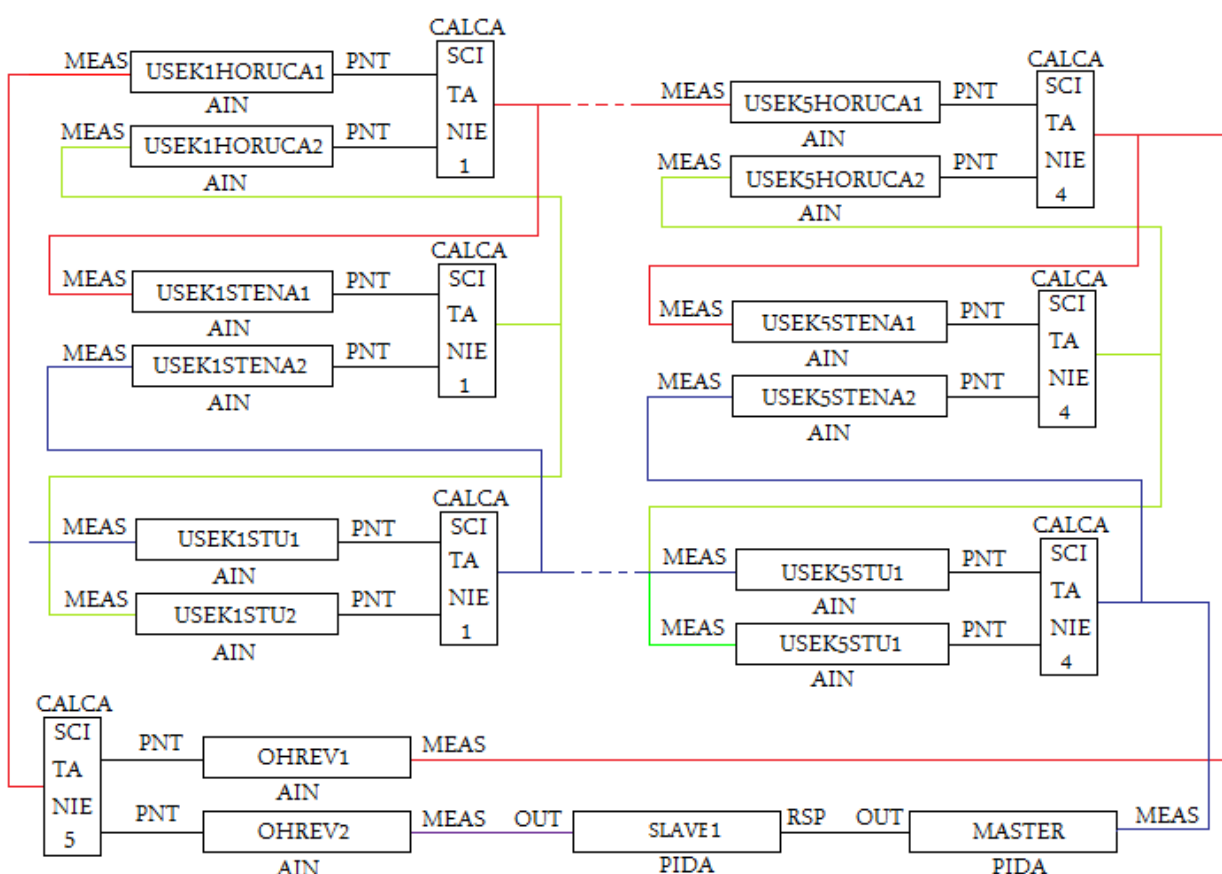 CALCA
MEAS USEK1HORUCA1 PNT SCI
AIN TA
MEAS USEK1HORUCA2 PNT NIE
AIN 1
CALCA
MEAS USEK5HORUCA1 PNT SCI
AIN TA
MEAS USEK5HORUCA2 PNT NIE
AIN 4
CALCA
MEAS USEK1STENA1 PNT SCI
AIN TA
MEAS USEK1STENA2 PNT NIE
AIN 1
CALCA
MEAS USEK5STENA1 PNT SCI
AIN TA
MEAS USEK5STENA2 PNT NIE
AIN 4
CALCA
MEAS USEK1STU1 PNT SCI
AIN TA
MEAS USEK1STU2 PNT NIE
AIN 1
CALCA
MEAS USEK5STU1 PNT SCI
AIN TA
MEAS USEK5STU1 PNT NIE
AIN 4
CALCA
SCI PNT OHREV1 MEAS
TA AIN
NIE PNT OHREV2 MEAS OUT SLAVE1 RSP OUT MASTER MEAS
5 AIN PIDA PIDA